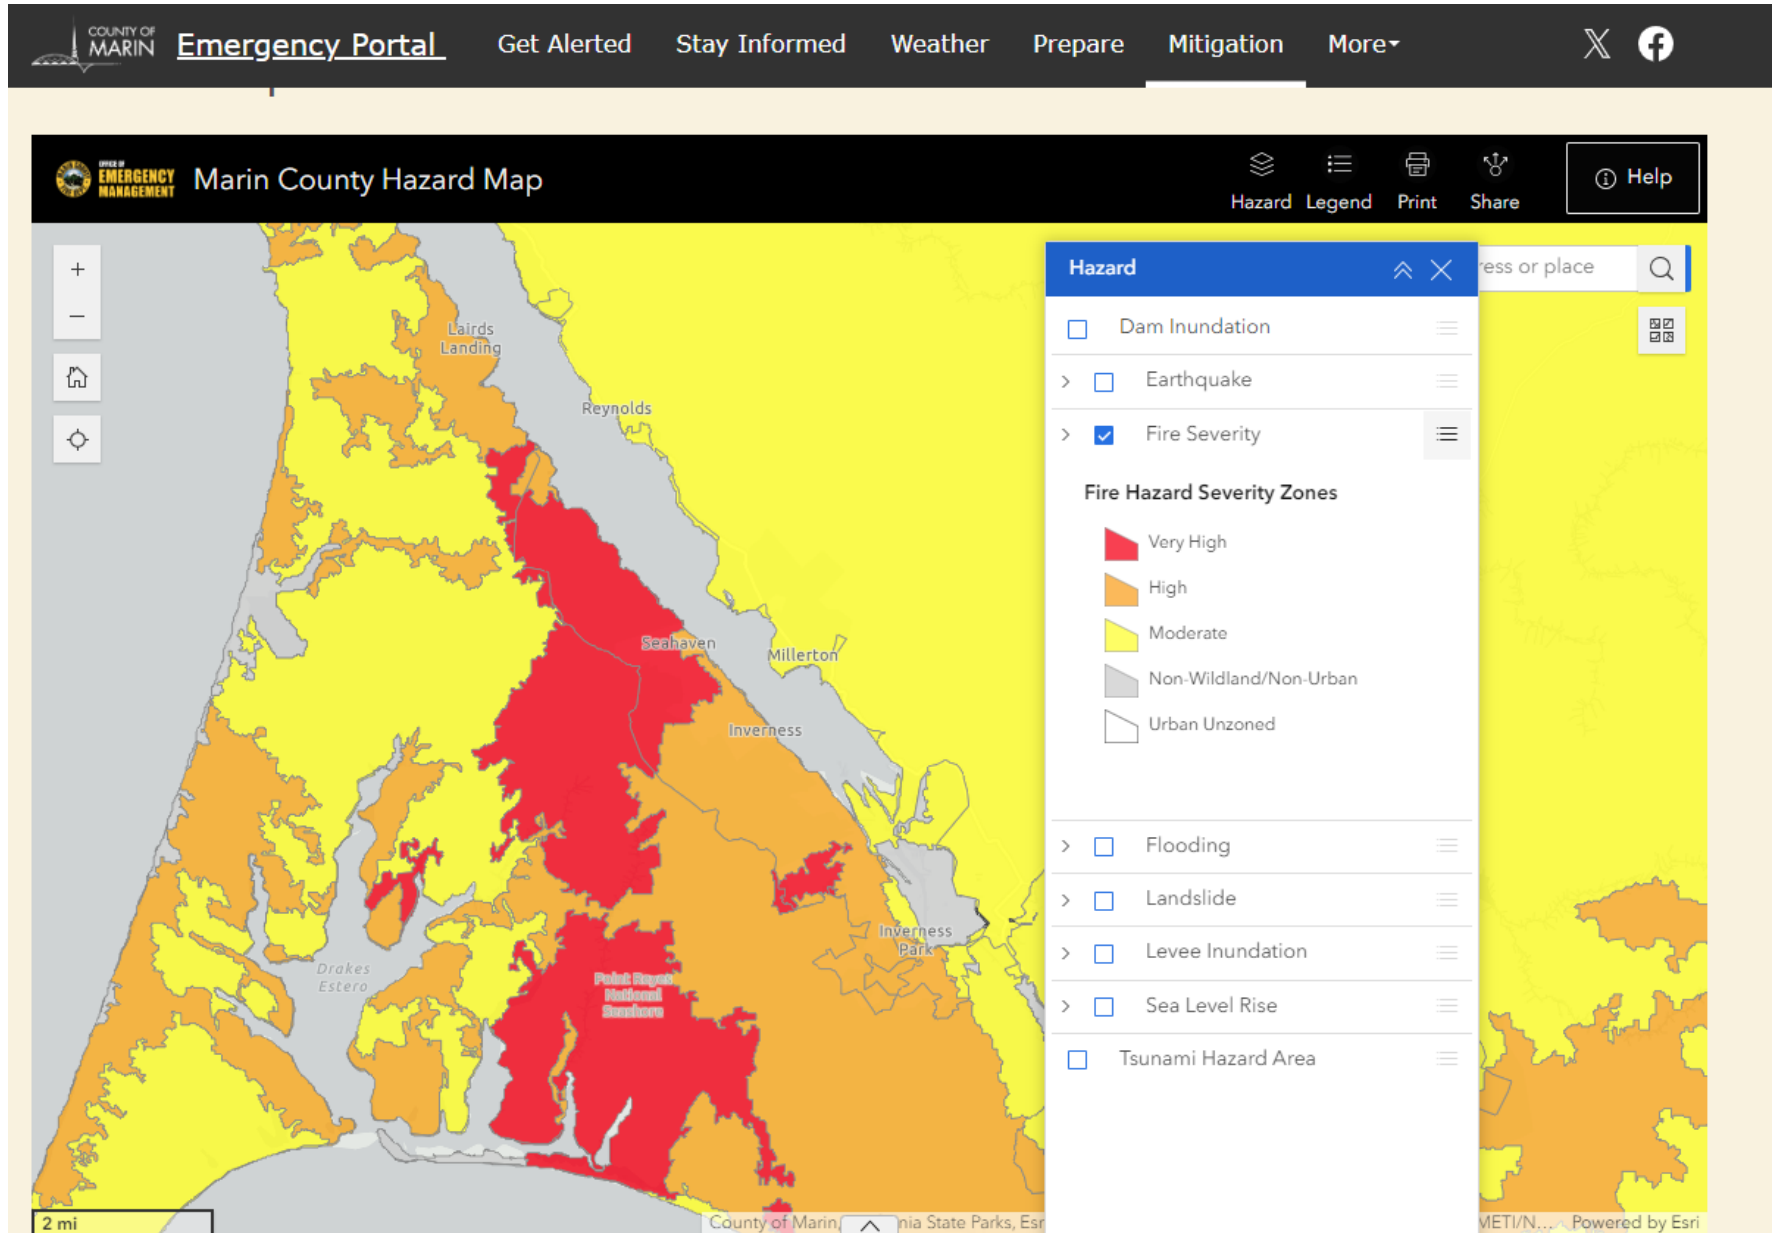 COUNTY OF
MARIN
Emergency Portal
Get Alerted
Stay Informed
Weather
Prepare
Mitigation
More
OFFICE OF
EMERGENCY
MANAGEMENT
Marin County Hazard Map
Hazard
Legend
Print
Share
Help
+
−
Hazard
ress or place
Dam Inundation
Earthquake
Fire Severity
Fire Hazard Severity Zones
Very High
High
Moderate
Non-Wildland/Non-Urban
Urban Unzoned
Flooding
Landslide
Levee Inundation
Sea Level Rise
Tsunami Hazard Area
Lairds
Landing
Reynolds
Seahaven
Millerton
Inverness
Inverness
Park
Drakes
Estero
Point Reyes
National
Seashore
2 mi
County of Marin,
nia State Parks, Esr
METI/N...
Powered by Esri